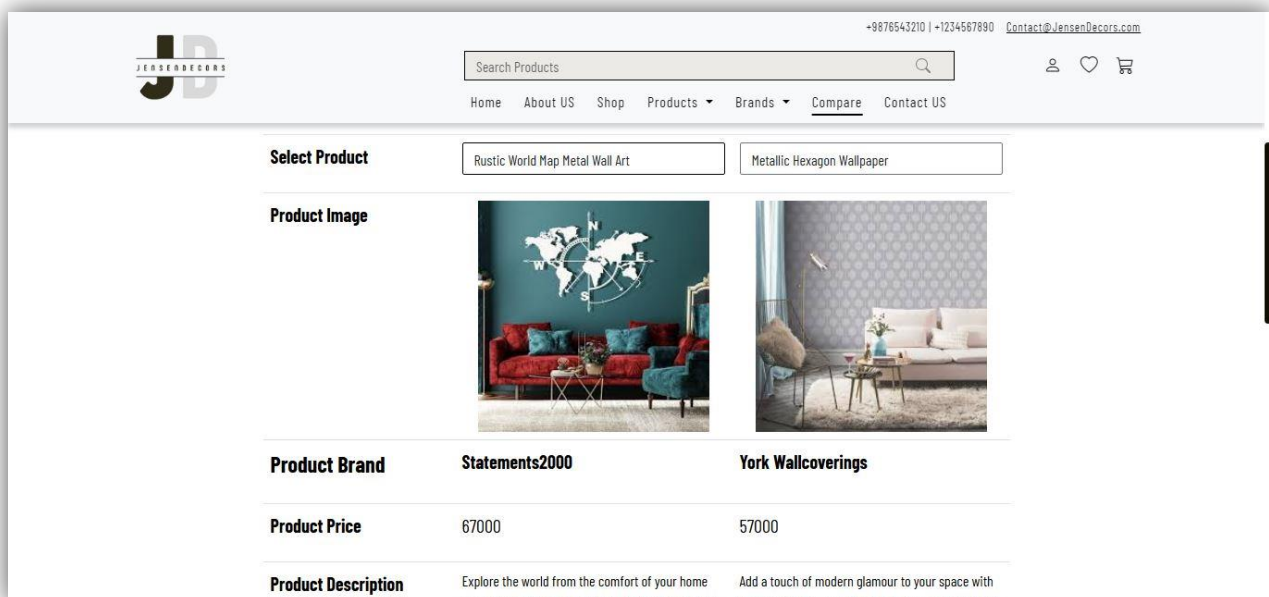 +9876543210 | +1234567890 Contact@JensenDecors.com
JD
JENSENDECORS
Search Products
Home About US Shop Products Brands Compare Contact US
Select Product Rustic World Map Metal Wall Art Metallic Hexagon Wallpaper
Product Image
N
W E
S
Product Brand Statements2000 York Wallcoverings
Product Price 67000 57000
Product Description Explore the world from the comfort of your home Add a touch of modern glamour to your space with